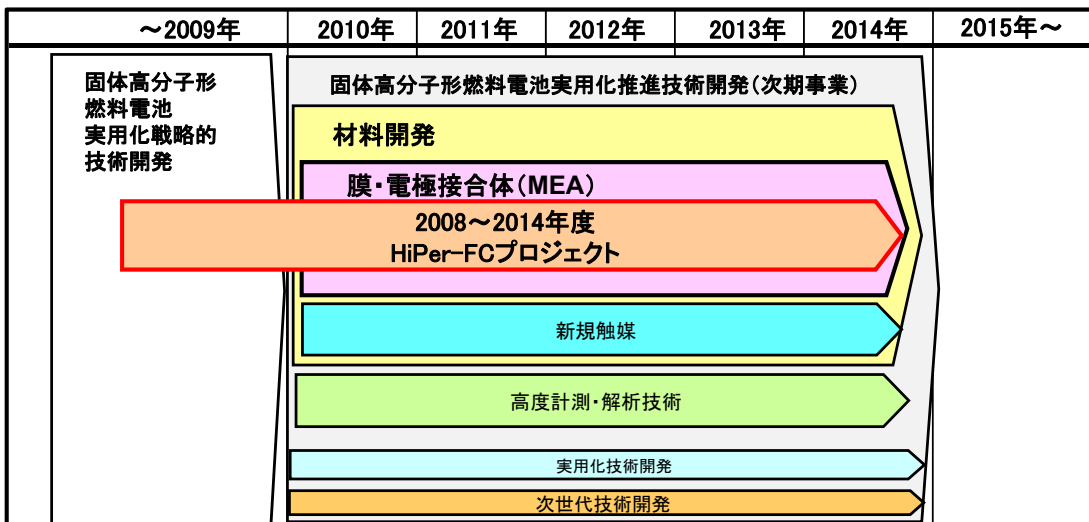 ～2009年
2010年
2011年
2012年
2013年
2014年
2015年～
固体高分子形
燃料電池
実用化戦略的
技術開発
固体高分子形燃料電池実用化推進技術開発(次期事業)
材料開発
膜・電極接合体(MEA)
2008～2014年度
HiPer-FCプロジェクト
新規触媒
高度計測・解析技術
実用化技術開発
次世代技術開発